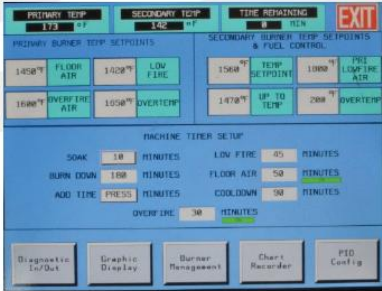 PRIMARY TEMP
173 °F
SECONDARY TEMP
142 °F
TIME REMAINING
0 MIN
EXIT
PRIMARY BURNER TEMP SETPOINTS
SECONDARY BURNER TEMP SETPOINTS
& FUEL CONTROL
1450°F FLOOR AIR
1420°F LOW FIRE
1560°F TEMP SETPOINT
PRI LOWFIRE AIR
1600°F OVERFIRE AIR
1650°F OVERTEMP
1470°F UP TO TEMP
200°F OVERTEMP
MACHINE TIMER SETUP
SOAK 10 MINUTES
LOW FIRE 45 MINUTES
BURN DOWN 180 MINUTES
FLOOR AIR 50 MINUTES
ADD TIME PRESS MINUTES
COOLDOWN 90 MINUTES
OVERFIRE 30 MINUTES
Diagnostic In/Out
Graphic Display
Burner Management
Chart Recorder
PID Config